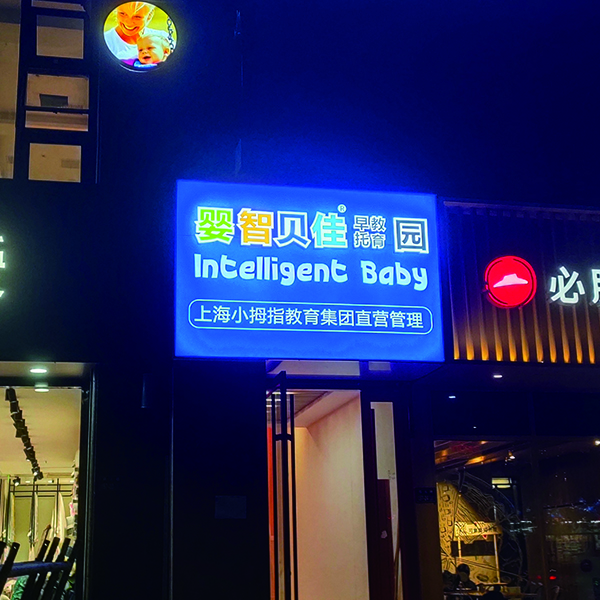 婴智贝佳® 早教托育 园
Intelligent Baby
上海小拇指教育集团直营管理
必胜